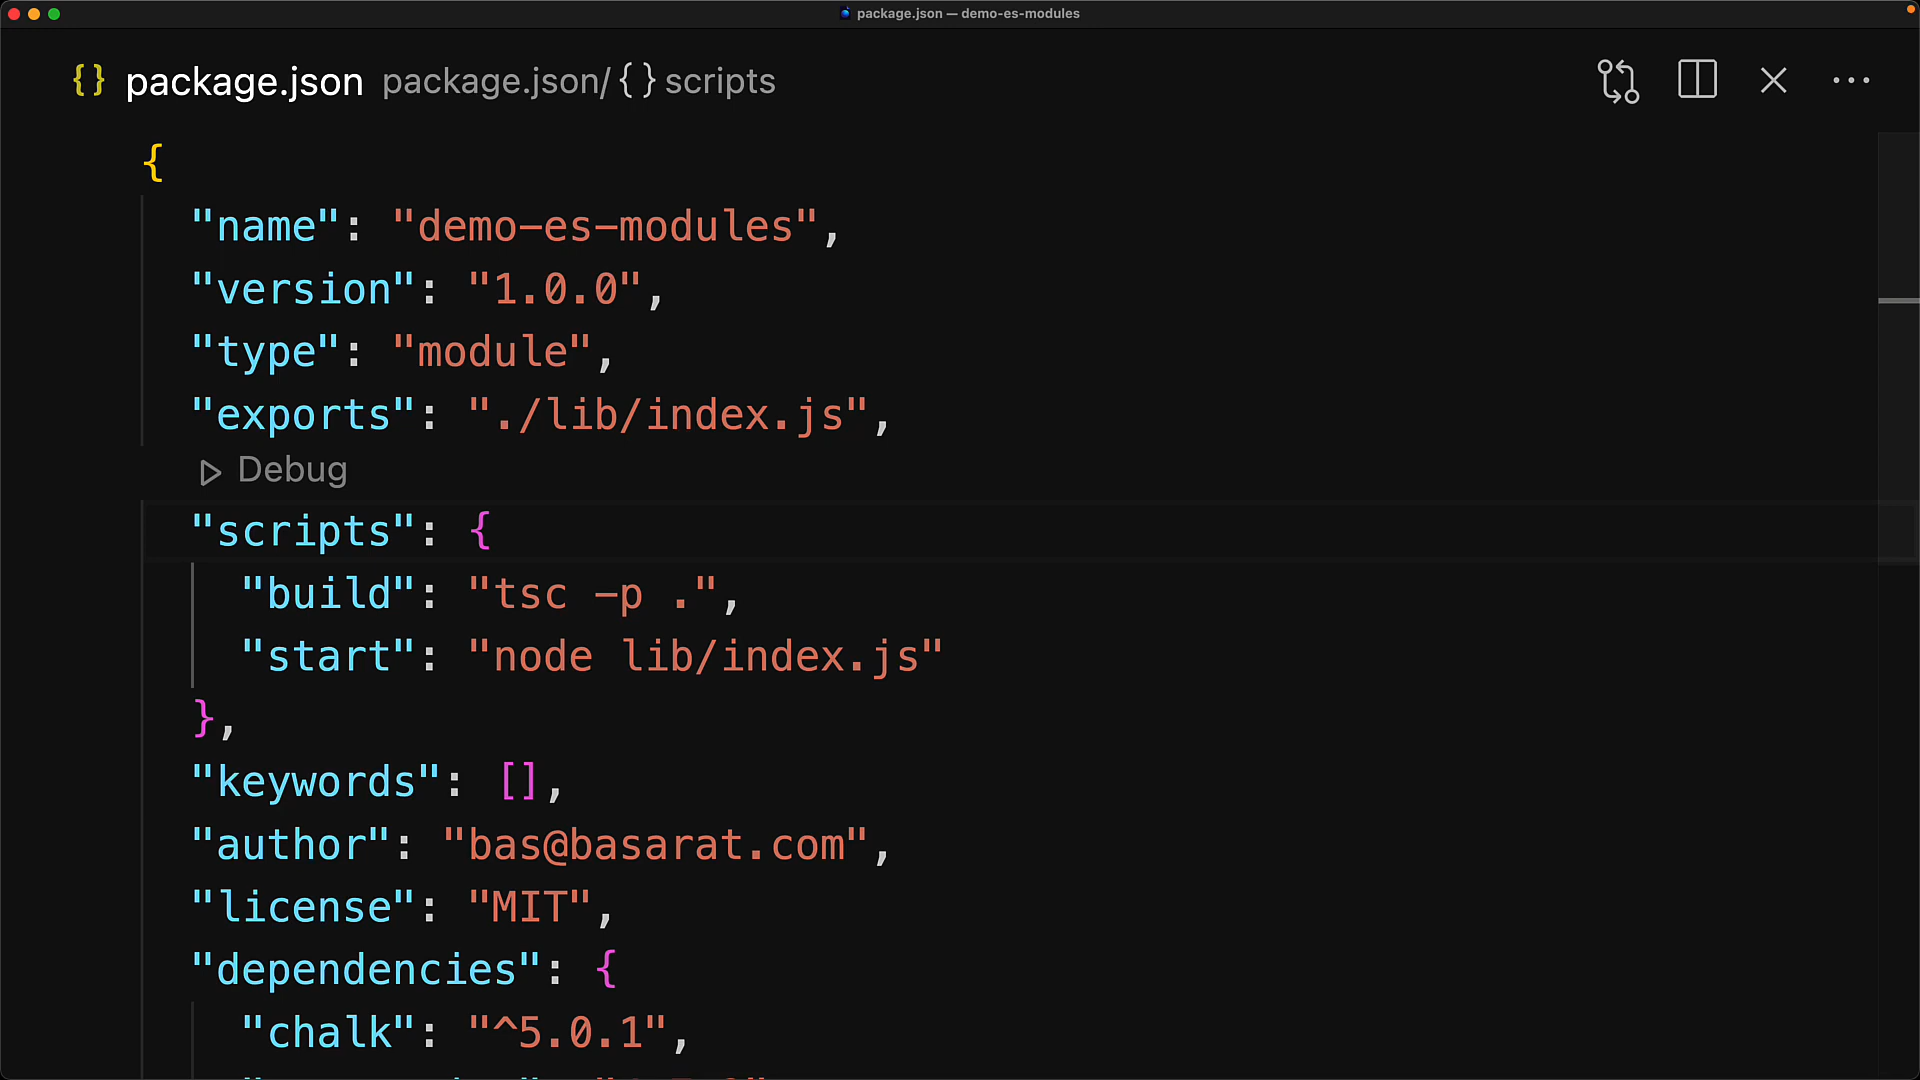 package.json — demo-es-modules
{} package.json package.json/{} scripts
{
"name": "demo-es-modules",
"version": "1.0.0",
"type": "module",
"exports": "./lib/index.js",
Debug
"scripts": {
"build": "tsc -p .",
"start": "node lib/index.js"
},
"keywords": [],
"author": "bas@basarat.com",
"license": "MIT",
"dependencies": {
"chalk": "^5.0.1",